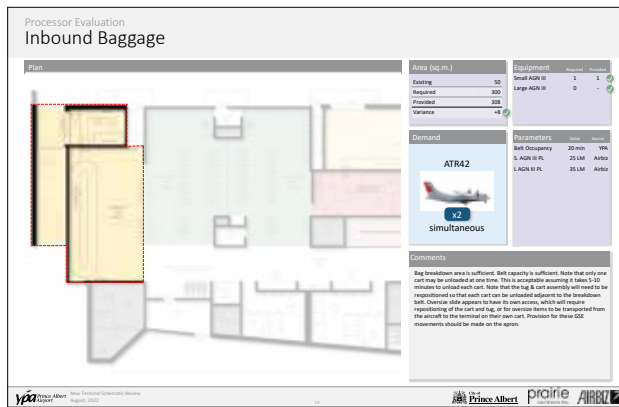 Processor Evaluation
Inbound Baggage
Plan
Area (sq.m.)
Existing 50
Required 300
Provided 308
Variance +8
Equipment Required Provided
Small AGN III 1 1
Large AGN III 0 -
Demand
ATR42
x2
simultaneous
Parameters Value Source
Belt Occupancy 20 min YPA
S. AGN III PL 25 LM Airbiz
L AGN III PL 35 LM Airbiz
Comments
Bag breakdown area is sufficient. Belt capacity is sufficient. Note that only one
cart may be unloaded at one time. This is acceptable assuming it takes 5-10
minutes to unload each cart. Note that the tug & cart assembly will need to be
respositioned so that each cart can be unloaded adjacent to the breakdown
belt. Oversize slide appears to have its own access, which will require
repositioning of the cart and tug, or for oversize items to be transported from
the aircraft to the terminal on their own cart. Provision for these GSE
movements should be made on the apron.
ypa Prince Albert Airport
New Terminal Schematic Review
August, 2022
City of
Prince Albert
prairie
AIRBIZ